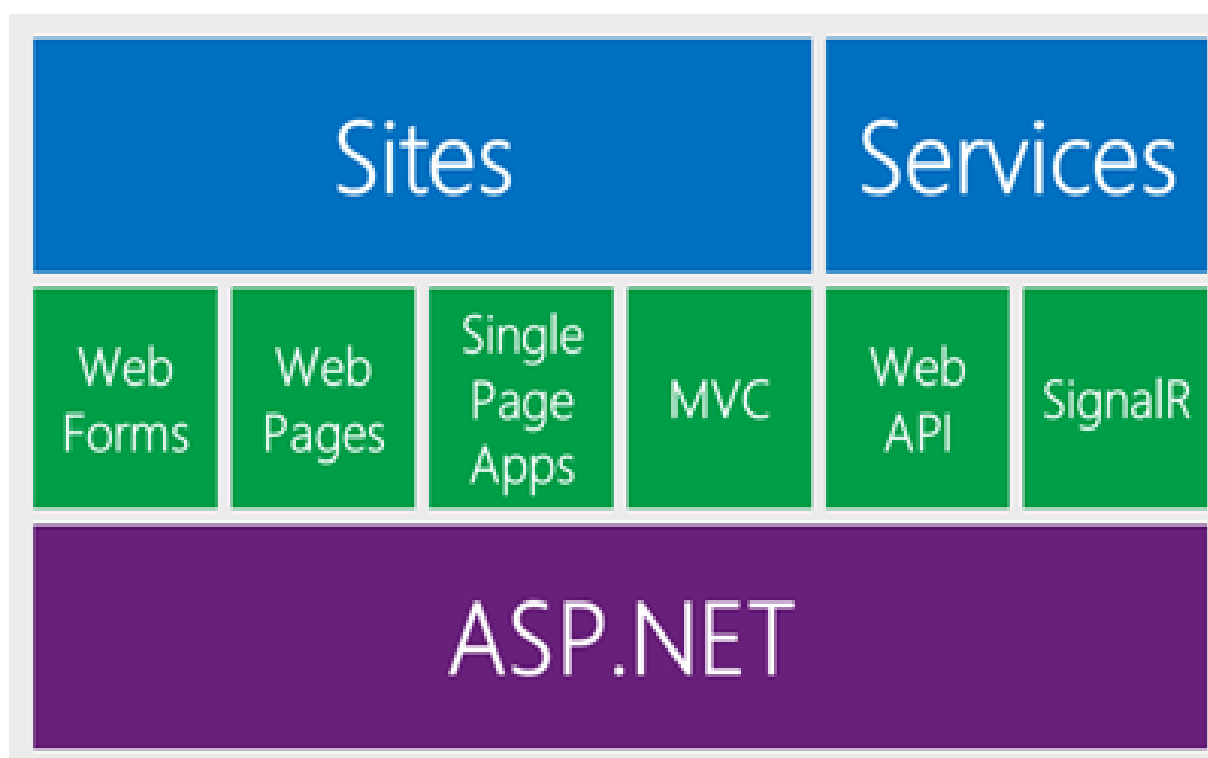 Sites
Services
Web
Forms
Web
Pages
Single
Page
Apps
MVC
Web
API
SignalR
ASP.NET